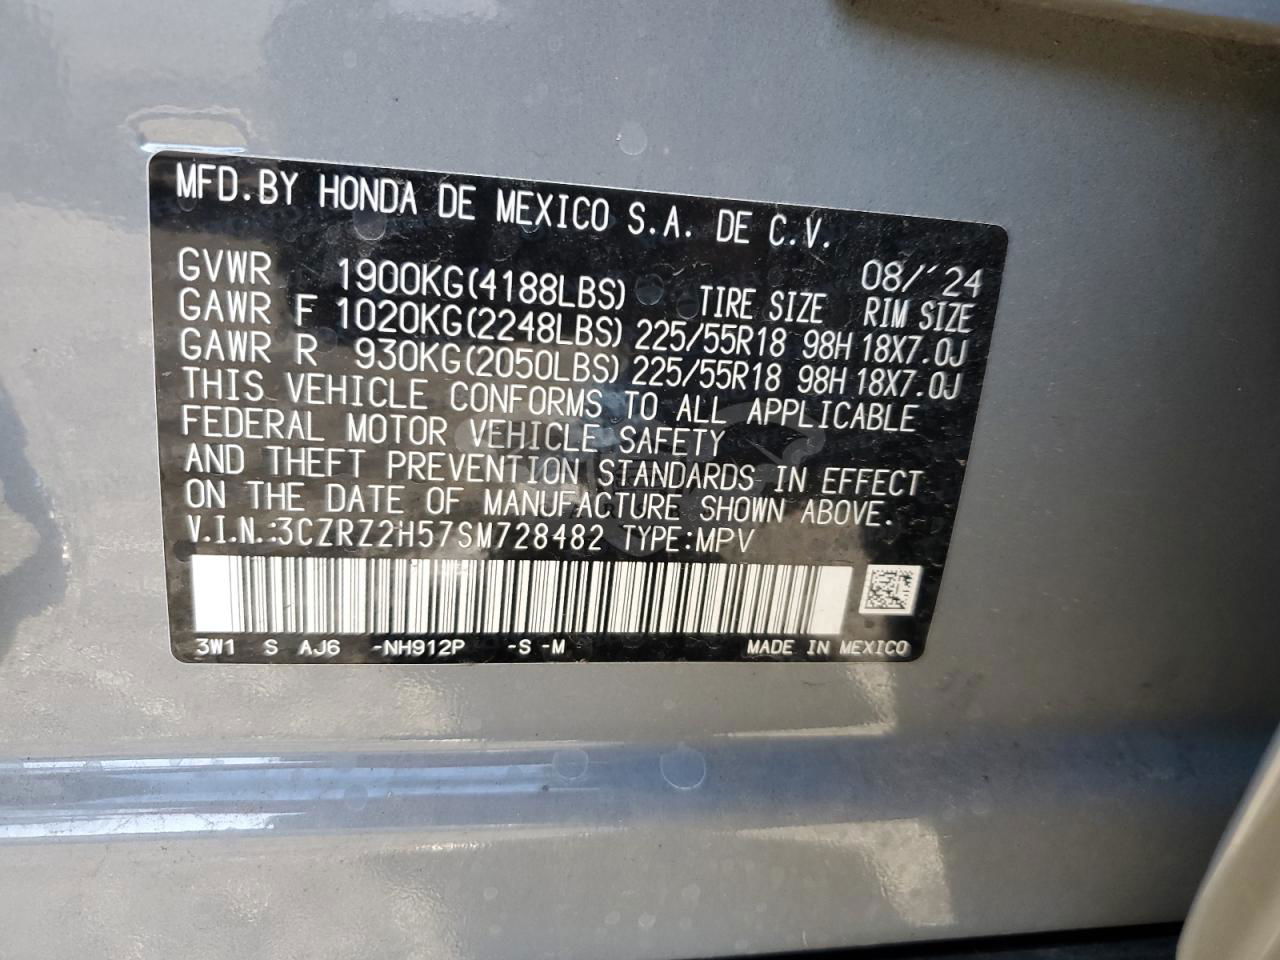 MFD.BY HONDA DE MEXICO S.A. DE C.V.
08/'24
GVWR 1900KG(4188LBS) TIRE SIZE RIM SIZE
GAWR F 1020KG(2248LBS) 225/55R18 98H 18X7.0J
GAWR R 930KG(2050LBS) 225/55R18 98H 18X7.0J
THIS VEHICLE CONFORMS TO ALL APPLICABLE
FEDERAL MOTOR VEHICLE SAFETY
AND THEFT PREVENTION STANDARDS IN EFFECT
ON THE DATE OF MANUFACTURE SHOWN ABOVE.
V.I.N.:3CZRZ2H57SM728482 TYPE:MPV
3W1 S AJ6 -NH912P -S -M MADE IN MEXICO